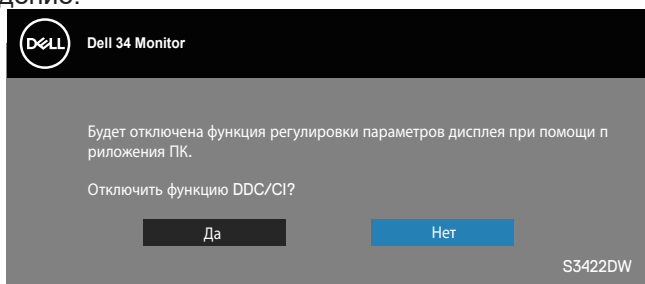 дение.
DELL
Dell 34 Monitor
Будет отключена функция регулировки параметров дисплея при помощи п
риложения ПК.
Отключить функцию DDC/CI?
Да
Нет
S3422DW